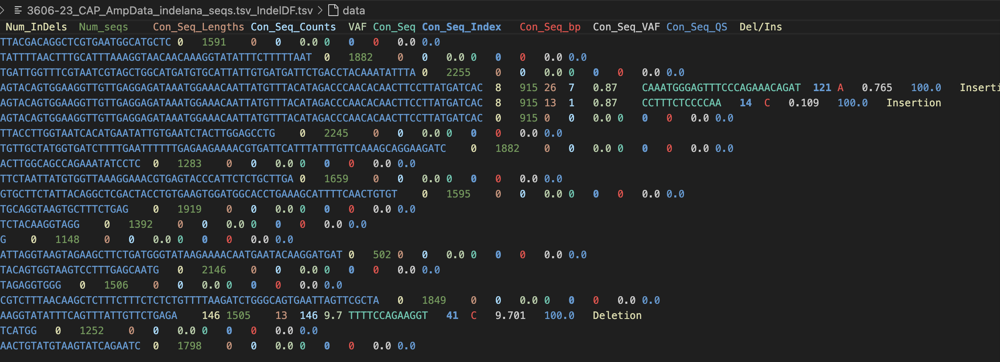 3606-23_CAP_AmpData_indelana_seqs.tsv_IndelDF.tsv > data
Num_InDels Num_seqs Con_Seq_Lengths Con_Seq_Counts VAF Con_Seq Con_Seq_Index Con_Seq_bp Con_Seq_VAF Con_Seq_QS Del/Ins
TTACGACAGGCTCGTGAATGGCATGCTC 0 1591 0 0 0.0 0 0 0 0.0 0.0
TATTTTAACTTTGCATTTAAAGGTAACAACAAAGGTATATTTCTTTTTAAT 0 1882 0 0 0.0 0 0 0 0.0 0.0
TGATTGGTTTCGTAATCGTAGCTGGCATGATGTGCATTATTGTGATGATTCTGACCTACAAATATTTA 0 2255 0 0 0.0 0 0 0 0.0 0.0
AGTACAGTGGAAGGTTGTTGAGGAGATAAATGGAAACAATTATGTTTACATAGACCCAACACAACTTCCTTATGATCAC 8 915 26 7 0.87 CAAATGGGAGTTTCCCAGAAACAGAT 121 A 0.765 100.0 Inserti
AGTACAGTGGAAGGTTGTTGAGGAGATAAATGGAAACAATTATGTTTACATAGACCCAACACAACTTCCTTATGATCAC 8 915 13 1 0.87 CCTTTCTCCCCAA 14 C 0.109 100.0 Insertion
AGTACAGTGGAAGGTTGTTGAGGAGATAAATGGAAACAATTATGTTTACATAGACCCAACACAACTTCCTTATGATCAC 0 915 0 0 0.0 0 0 0 0.0 0.0
TTACCTTGGTAATCACATGAATATTGTGAATCTACTTGGAGCCTG 0 2245 0 0 0.0 0 0 0 0.0 0.0
TGTTGCTATGGTGATCTTTTGAATTTTTTGAGAAGAAAACGTGATTCATTTATTTGTTCAAAGCAGGAAGATC 0 1882 0 0 0.0 0 0 0 0.0 0.0
ACTTGGCAGCCAGAAATATCCTC 0 1283 0 0 0.0 0 0 0 0.0 0.0
TTCTAATTATGTGGTTAAAGGAAACGTGAGTACCCATTCTCTGCTTGA 0 1659 0 0 0.0 0 0 0 0.0 0.0
GTGCTTCTATTACAGGCTCGACTACCTGTGAAGTGGATGGCACCTGAAAGCATTTTCAACTGTGT 0 1595 0 0 0.0 0 0 0 0.0 0.0
TGCAGGTAAGTGCTTTCTGAG 0 1919 0 0 0.0 0 0 0 0.0 0.0
TCTACAAGGTAGG 0 1392 0 0 0.0 0 0 0 0.0 0.0
G 0 1148 0 0 0.0 0 0 0 0.0 0.0
ATTAGGTAAGTAGAAGCTTCTGATGGGTATAAGAAAACAATGAATACAAGGATGAT 0 502 0 0 0.0 0 0 0 0.0 0.0
TACAGTGGTAAGTCCTTTGAGCAATG 0 2146 0 0 0.0 0 0 0 0.0 0.0
TAGAGGTGGG 0 1506 0 0 0.0 0 0 0 0.0 0.0
CGTCTTTAACAAGCTCTTTCTTTCTCTCTGTTTTAAGATCTGGGCAGTGAATTAGTTCGCTA 0 1849 0 0 0.0 0 0 0 0.0 0.0
AAGGTATATTTCAGTTTATTGTTCTGAGA 146 1505 13 146 9.7 TTTTCCAGAAGGT 41 C 9.701 100.0 Deletion
TCATGG 0 1252 0 0 0.0 0 0 0 0.0 0.0
AACTGTATGTAAGTATCAGAATC 0 1798 0 0 0.0 0 0 0 0.0 0.0